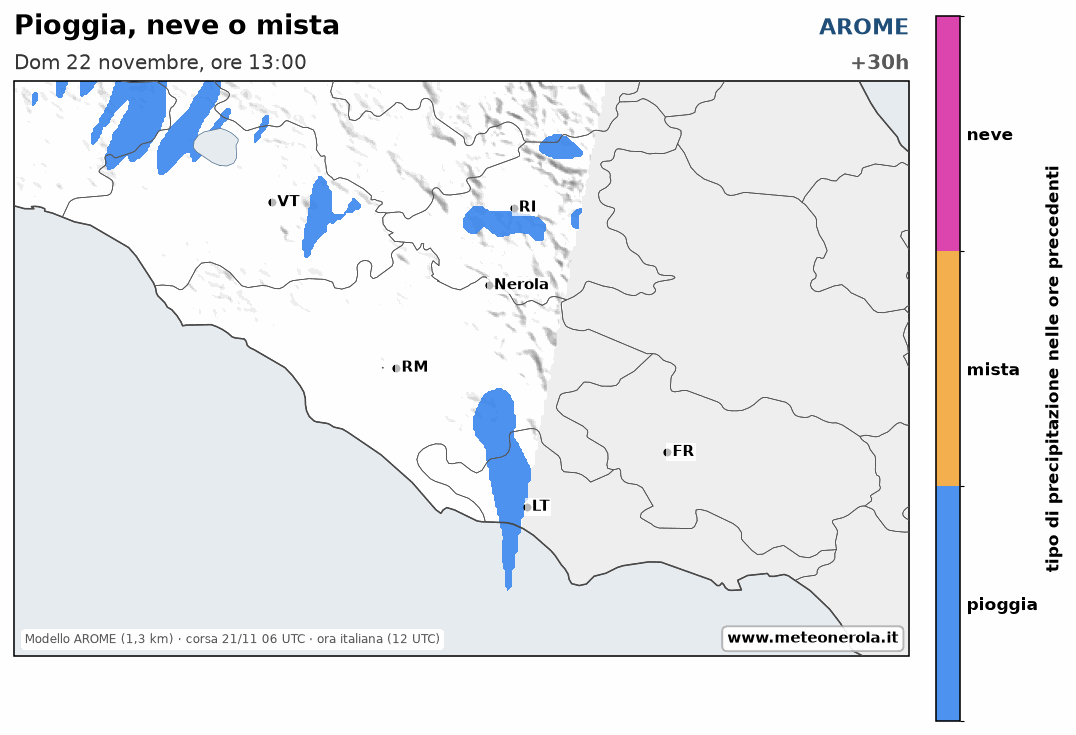 Pioggia, neve o mista
AROME
Dom 22 novembre, ore 13:00
+30h
neve
mista
pioggia
tipo di precipitazione nelle ore precedenti
VT
RI
Nerola
RM
FR
LT
Modello AROME (1,3 km) · corsa 21/11 06 UTC · ora italiana (12 UTC)
www.meteonerola.it